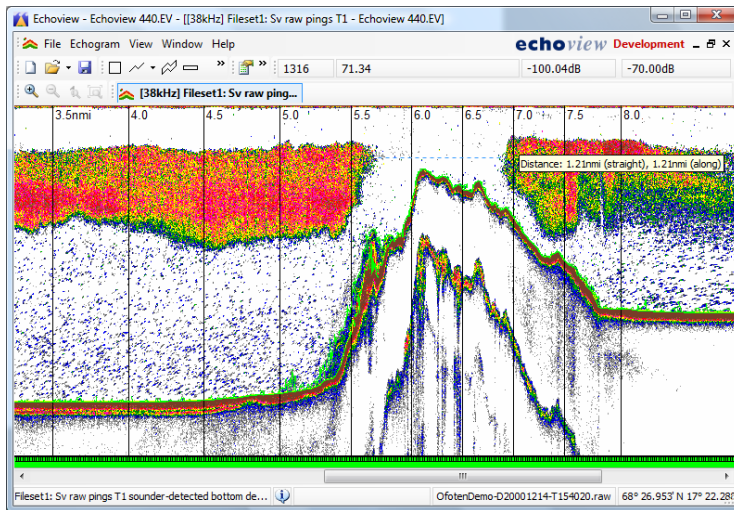 Echoview - Echoview 440.EV - [[38kHz] Fileset1: Sv raw pings T1 - Echoview 440.EV]
File Echogram View Window Help echoview Development
» » 1316 71.34 -100.04dB -70.00dB
[38kHz] Fileset1: Sv raw ping...
3.5nmi 4.0 4.5 5.0 5.5 6.0 6.5 7.0 7.5 8.0
Distance: 1.21nmi (straight), 1.21nmi (along)
Fileset1: Sv raw pings T1 sounder-detected bottom de... OfotenDemo-D20001214-T154020.raw 68° 26.953' N 17° 22.280